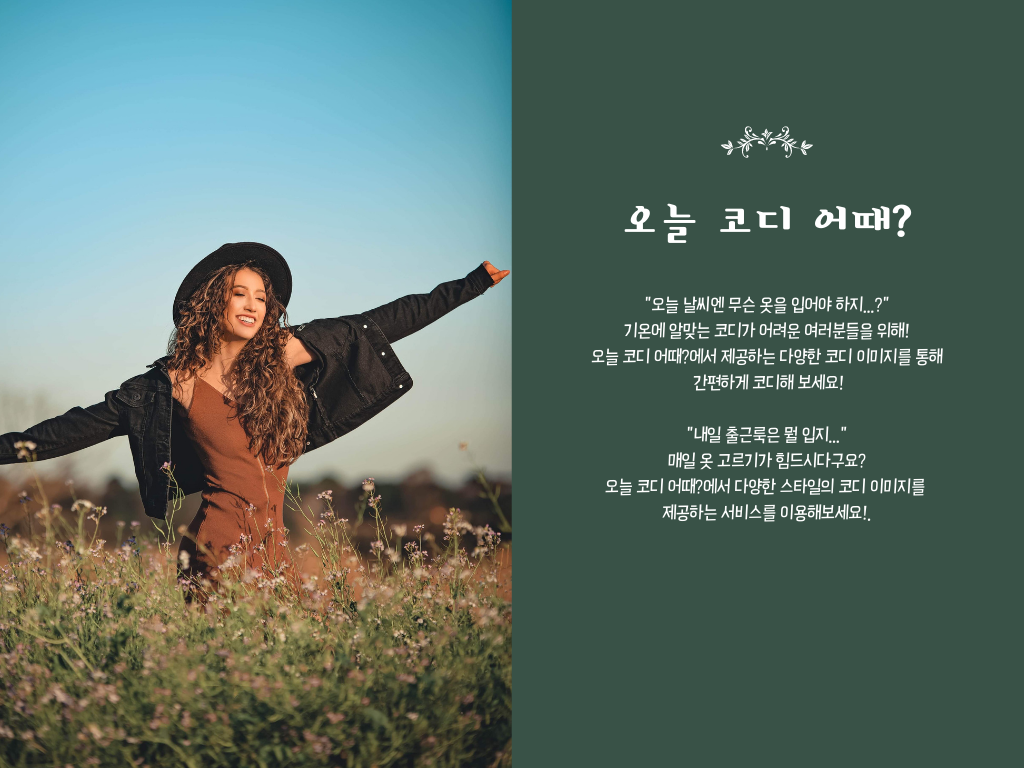 오늘 코디 어때?
"오늘 날씨엔 무슨 옷을 입어야 하지...?"
기온에 알맞는 코디가 어려운 여러분들을 위해!
오늘 코디 어때?에서 제공하는 다양한 코디 이미지를 통해
간편하게 코디해 보세요!
"내일 출근룩은 뭘 입지..."
매일 옷 고르기가 힘드시다구요?
오늘 코디 어때?에서 다양한 스타일의 코디 이미지를
제공하는 서비스를 이용해보세요!.